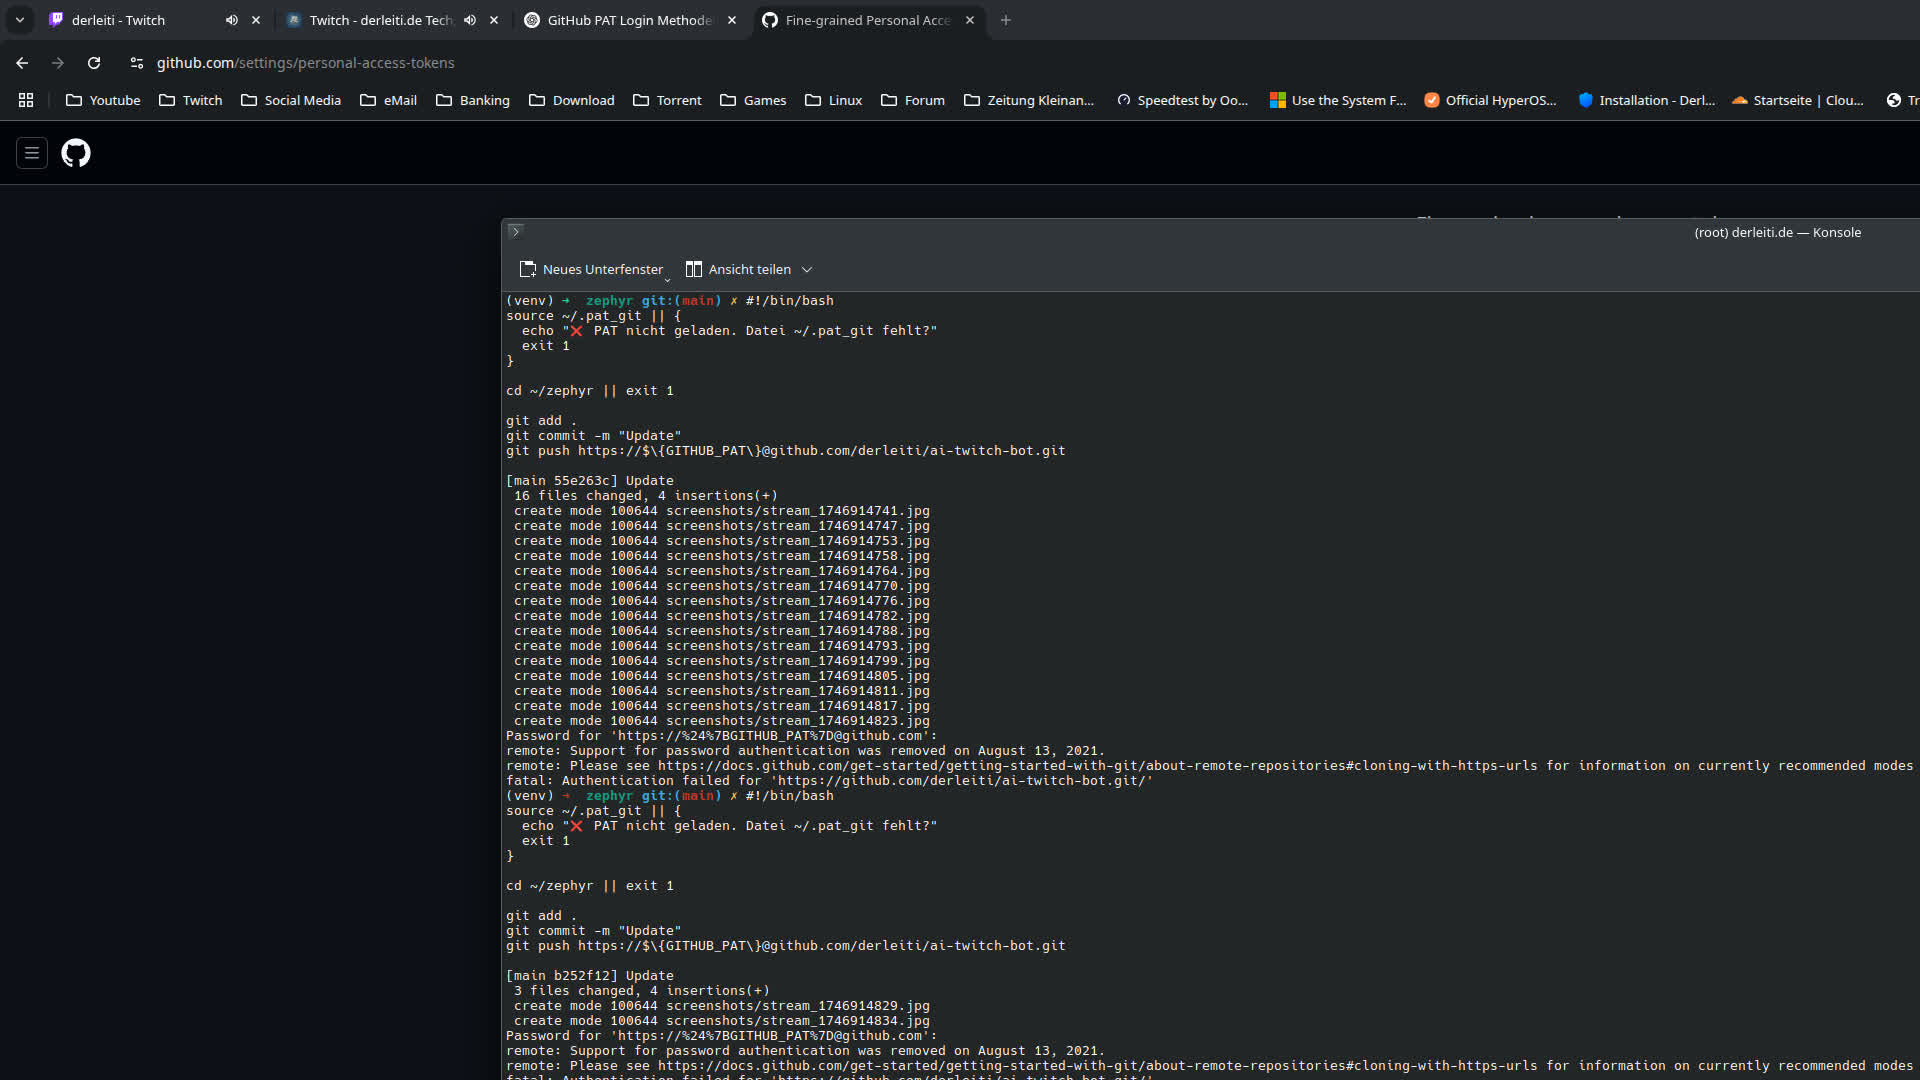 derleiti - Twitch
Twitch - derleiti.de Tech
GitHub PAT Login Methode
Fine-grained Personal Acce
github.com/settings/personal-access-tokens
Youtube
Twitch
Social Media
eMail
Banking
Download
Torrent
Games
Linux
Forum
Zeitung Kleinan...
Speedtest by Oo...
Use the System F...
Official HyperOS...
Installation - Derl...
Startseite | Clou...
Tr
(root) derleiti.de — Konsole
Neues Unterfenster
Ansicht teilen
(venv) ➜  zephyr git:(main) ✗ #!/bin/bash
source ~/.pat_git || {
  echo "❌ PAT nicht geladen. Datei ~/.pat_git fehlt?"
  exit 1
}
cd ~/zephyr || exit 1
git add .
git commit -m "Update"
git push https://$\{GITHUB_PAT\}@github.com/derleiti/ai-twitch-bot.git
[main 55e263c] Update
 16 files changed, 4 insertions(+)
 create mode 100644 screenshots/stream_1746914741.jpg
 create mode 100644 screenshots/stream_1746914747.jpg
 create mode 100644 screenshots/stream_1746914753.jpg
 create mode 100644 screenshots/stream_1746914758.jpg
 create mode 100644 screenshots/stream_1746914764.jpg
 create mode 100644 screenshots/stream_1746914770.jpg
 create mode 100644 screenshots/stream_1746914776.jpg
 create mode 100644 screenshots/stream_1746914782.jpg
 create mode 100644 screenshots/stream_1746914788.jpg
 create mode 100644 screenshots/stream_1746914793.jpg
 create mode 100644 screenshots/stream_1746914799.jpg
 create mode 100644 screenshots/stream_1746914805.jpg
 create mode 100644 screenshots/stream_1746914811.jpg
 create mode 100644 screenshots/stream_1746914817.jpg
 create mode 100644 screenshots/stream_1746914823.jpg
Password for 'https://%24%7BGITHUB_PAT%7D@github.com':
remote: Support for password authentication was removed on August 13, 2021.
remote: Please see https://docs.github.com/get-started/getting-started-with-git/about-remote-repositories#cloning-with-https-urls for information on currently recommended modes
fatal: Authentication failed for 'https://github.com/derleiti/ai-twitch-bot.git/'
(venv) ➜  zephyr git:(main) ✗ #!/bin/bash
source ~/.pat_git || {
  echo "❌ PAT nicht geladen. Datei ~/.pat_git fehlt?"
  exit 1
}
cd ~/zephyr || exit 1
git add .
git commit -m "Update"
git push https://$\{GITHUB_PAT\}@github.com/derleiti/ai-twitch-bot.git
[main b252f12] Update
 3 files changed, 4 insertions(+)
 create mode 100644 screenshots/stream_1746914829.jpg
 create mode 100644 screenshots/stream_1746914834.jpg
Password for 'https://%24%7BGITHUB_PAT%7D@github.com':
remote: Support for password authentication was removed on August 13, 2021.
remote: Please see https://docs.github.com/get-started/getting-started-with-git/about-remote-repositories#cloning-with-https-urls for information on currently recommended modes
fatal: Authentication failed for 'https://github.com/derleiti/ai-twitch-bot.git/'